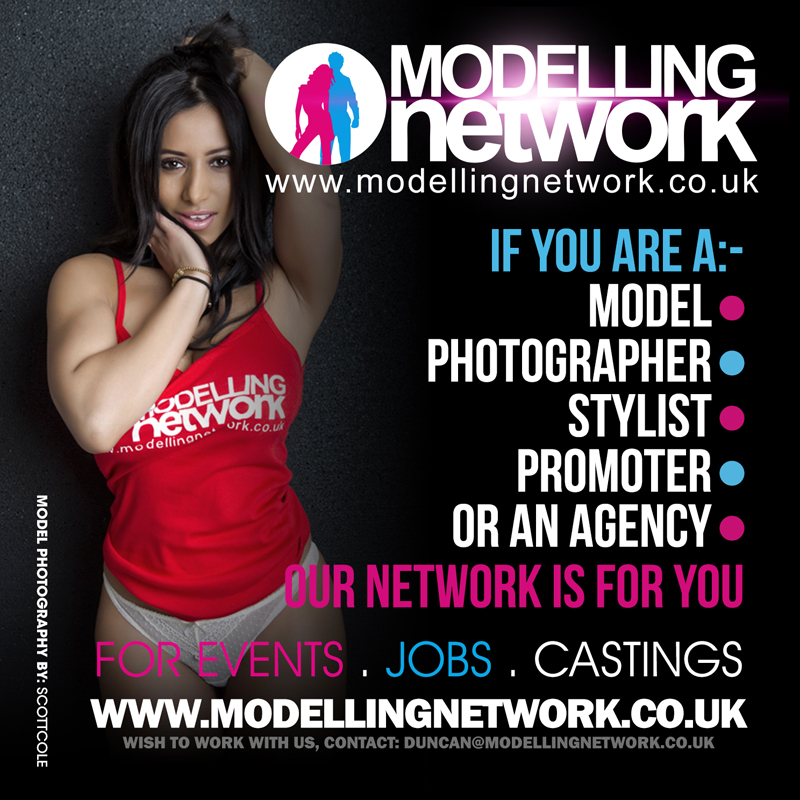 MODELLING
network
www.modellingnetwork.co.uk
IF YOU ARE A:-
MODEL
PHOTOGRAPHER
STYLIST
PROMOTER
OR AN AGENCY
OUR NETWORK IS FOR YOU
MODELLING
network
FOR EVENTS . JOBS . CASTINGS
WWW.MODELLINGNETWORK.CO.UK
WISH TO WORK WITH US, CONTACT: DUNCAN@MODELLINGNETWORK.CO.UK
MODEL PHOTOGRAPHY BY: SCOTTCOLE